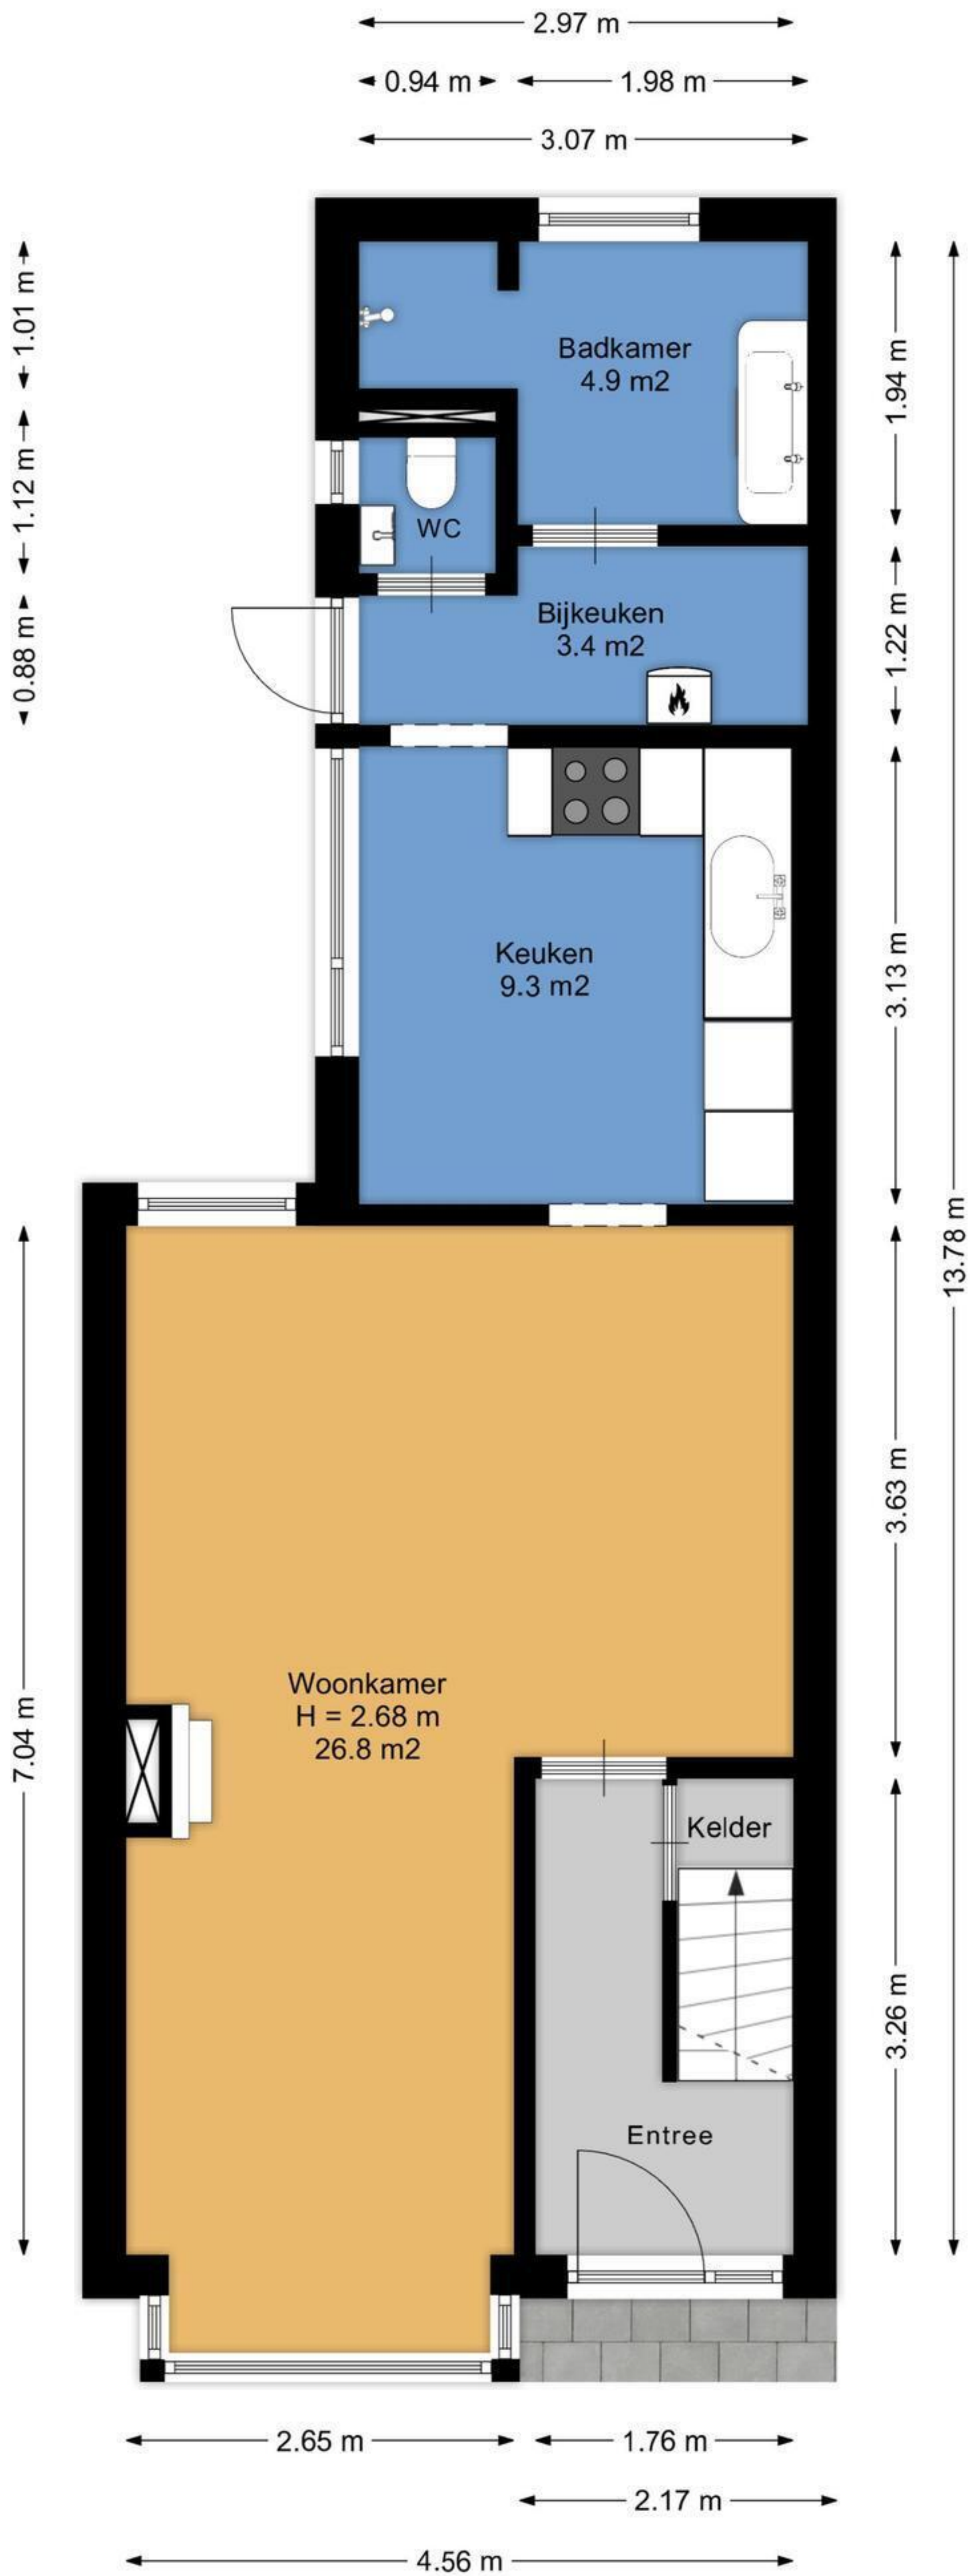 2.97 m
0.94 m
1.98 m
3.07 m
1.01 m
1.12 m
0.88 m
Badkamer
4.9 m2
1.94 m
WC
Bijkeuken
3.4 m2
1.22 m
Keuken
9.3 m2
3.13 m
13.78 m
3.63 m
Woonkamer
H = 2.68 m
26.8 m2
7.04 m
Kelder
3.26 m
Entree
2.65 m
1.76 m
2.17 m
4.56 m